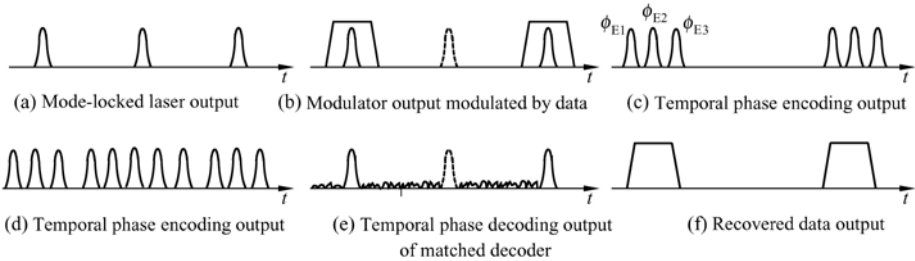 ϕE1 ϕE2 ϕE3
t t t
(a) Mode-locked laser output (b) Modulator output modulated by data (c) Temporal phase encoding output
t t t
(d) Temporal phase encoding output (e) Temporal phase decoding output (f) Recovered data output
of matched decoder